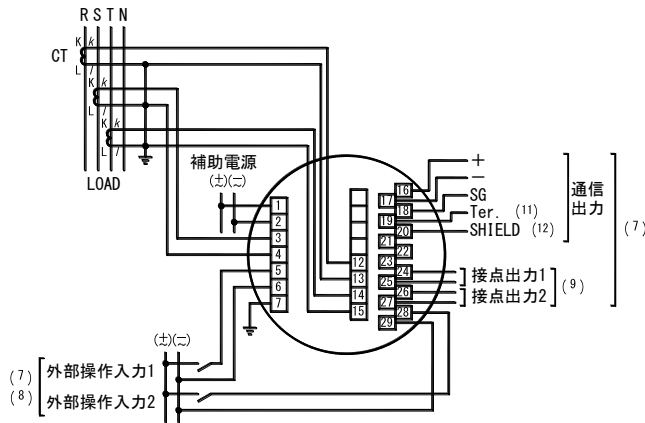 R S T N
CT
K k
L l
K k
L l
K k
L l
LOAD
補助電源
(±)(−)
1
2
3
4
5
6
7
12
13
14
15
16
17
18
19
20
21
22
23
24
25
26
27
28
29
+
−
SG
Ter. (11)
SHIELD (12)
通信
出力
(7)
接点出力1
接点出力2
(9)
(±)(−)
(7)
(8)
外部操作入力1
外部操作入力2